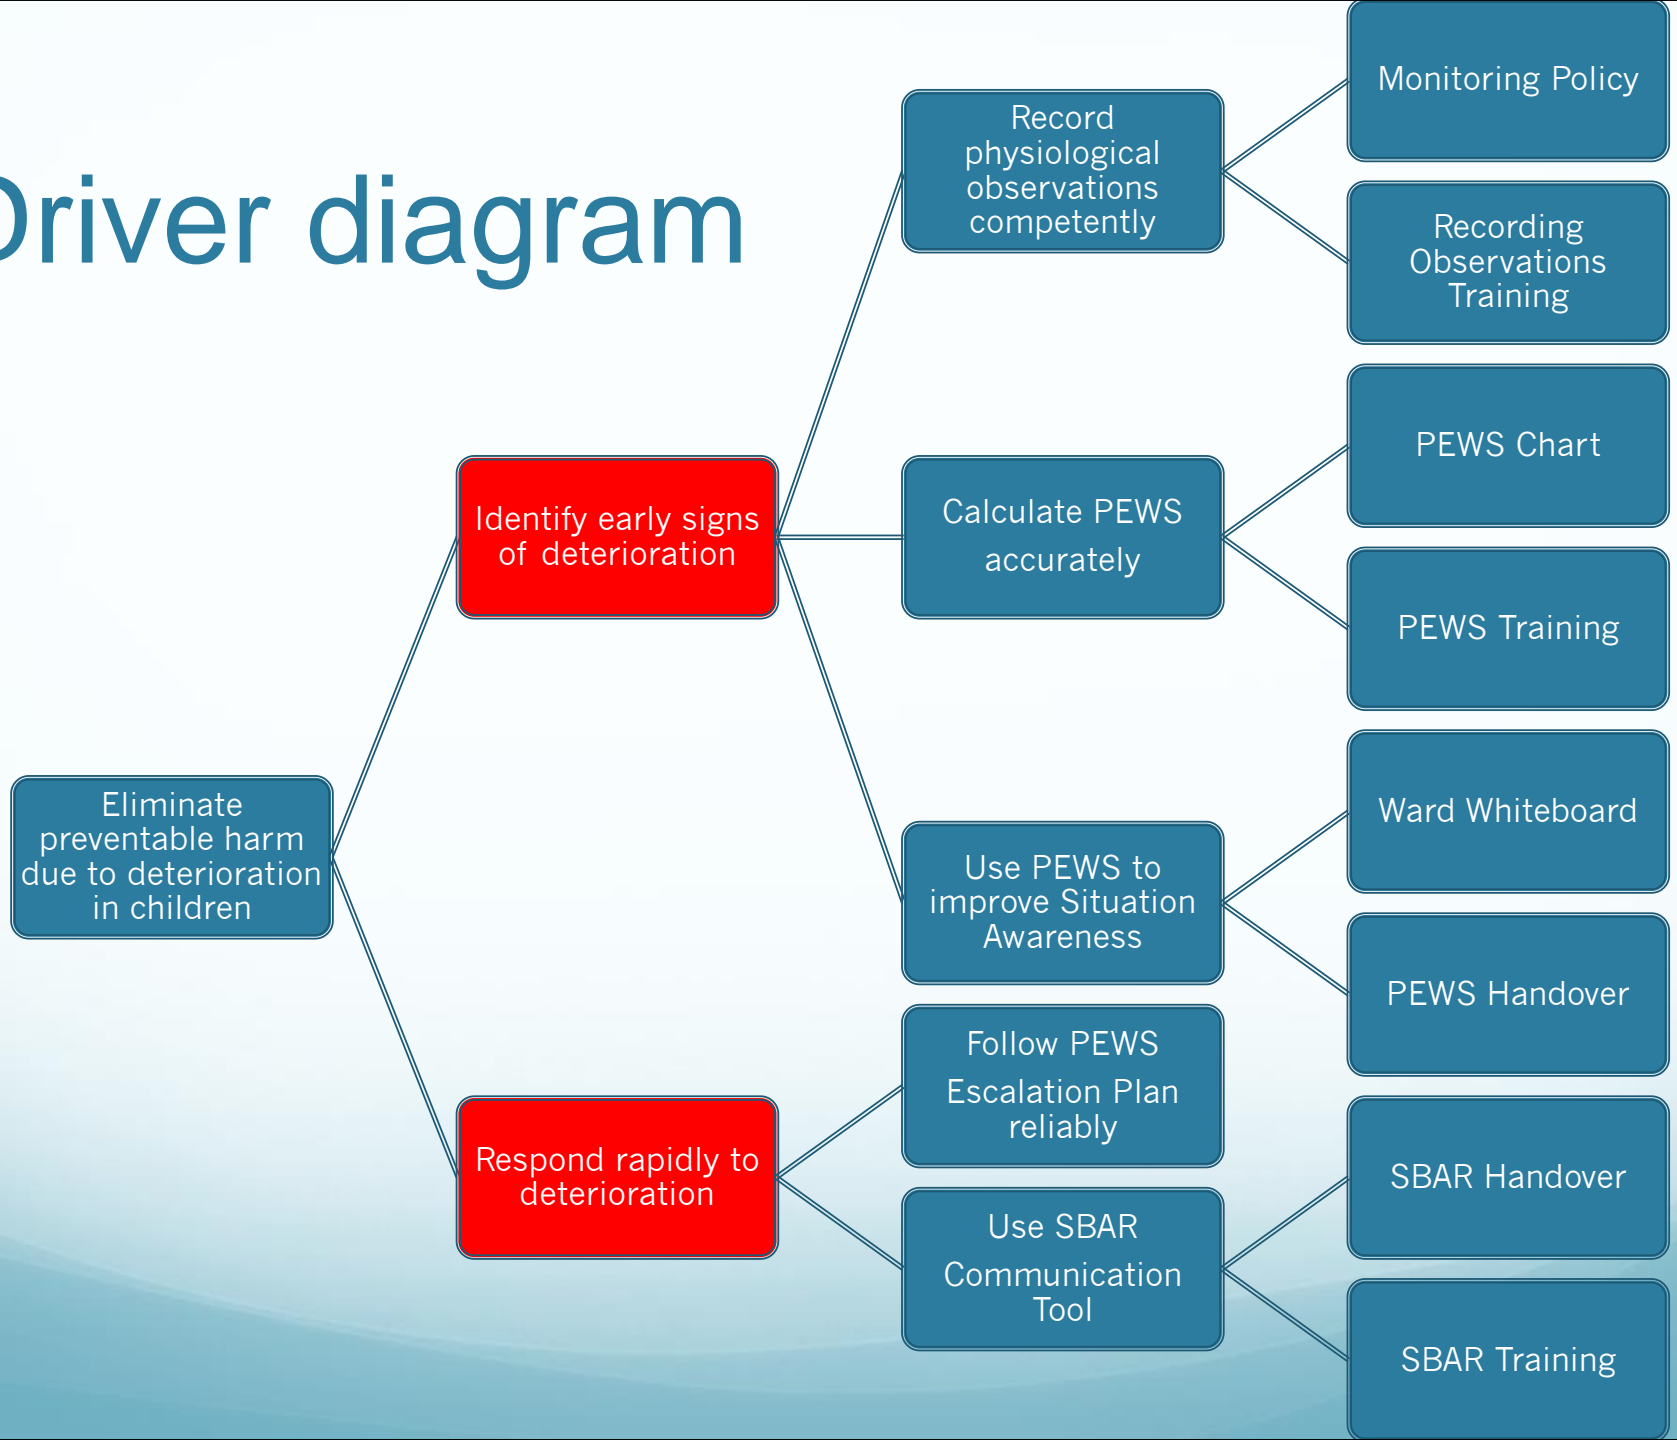 Driver diagram
Eliminate
preventable harm
due to deterioration
in children
Identify early signs
of deterioration
Respond rapidly to
deterioration
Record
physiological
observations
competently
Calculate PEWS
accurately
Use PEWS to
improve Situation
Awareness
Follow PEWS
Escalation Plan
reliably
Use SBAR
Communication
Tool
Monitoring Policy
Recording
Observations
Training
PEWS Chart
PEWS Training
Ward Whiteboard
PEWS Handover
SBAR Handover
SBAR Training